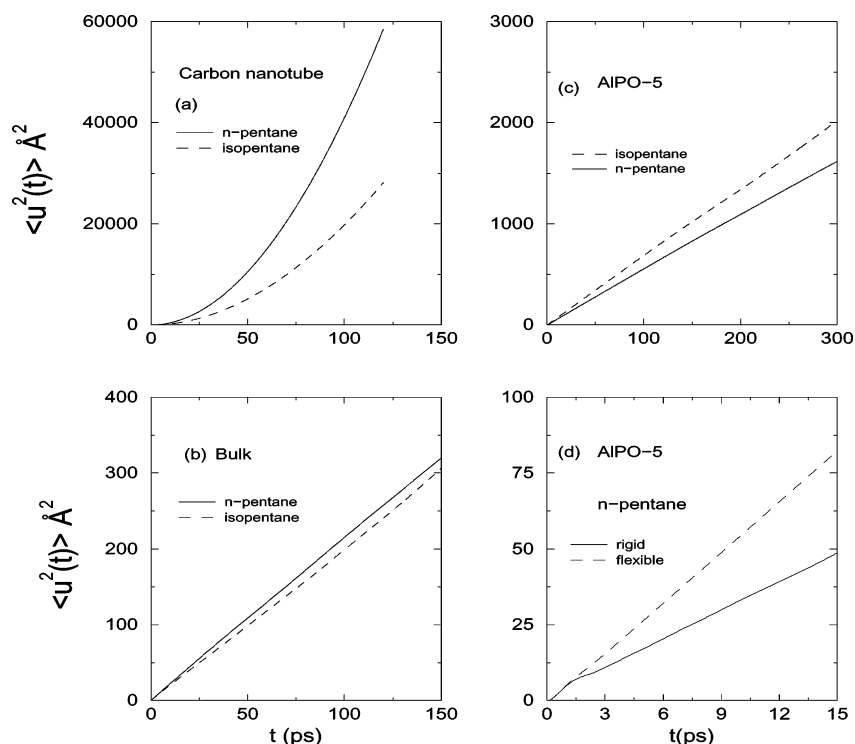 60000
40000
20000
0
<u²(t)> Å²
Carbon nanotube
(a)
n−pentane
isopentane
0 50 100 150
3000
2000
1000
0
(c) AlPO−5
isopentane
n−pentane
0 100 200 300
400
300
200
100
0
<u²(t)> Å²
(b) Bulk
n−pentane
isopentane
0 50 100 150
t (ps)
100
75
50
25
0
(d) AlPO−5
n−pentane
rigid
flexible
0 3 6 9 12 15
t(ps)